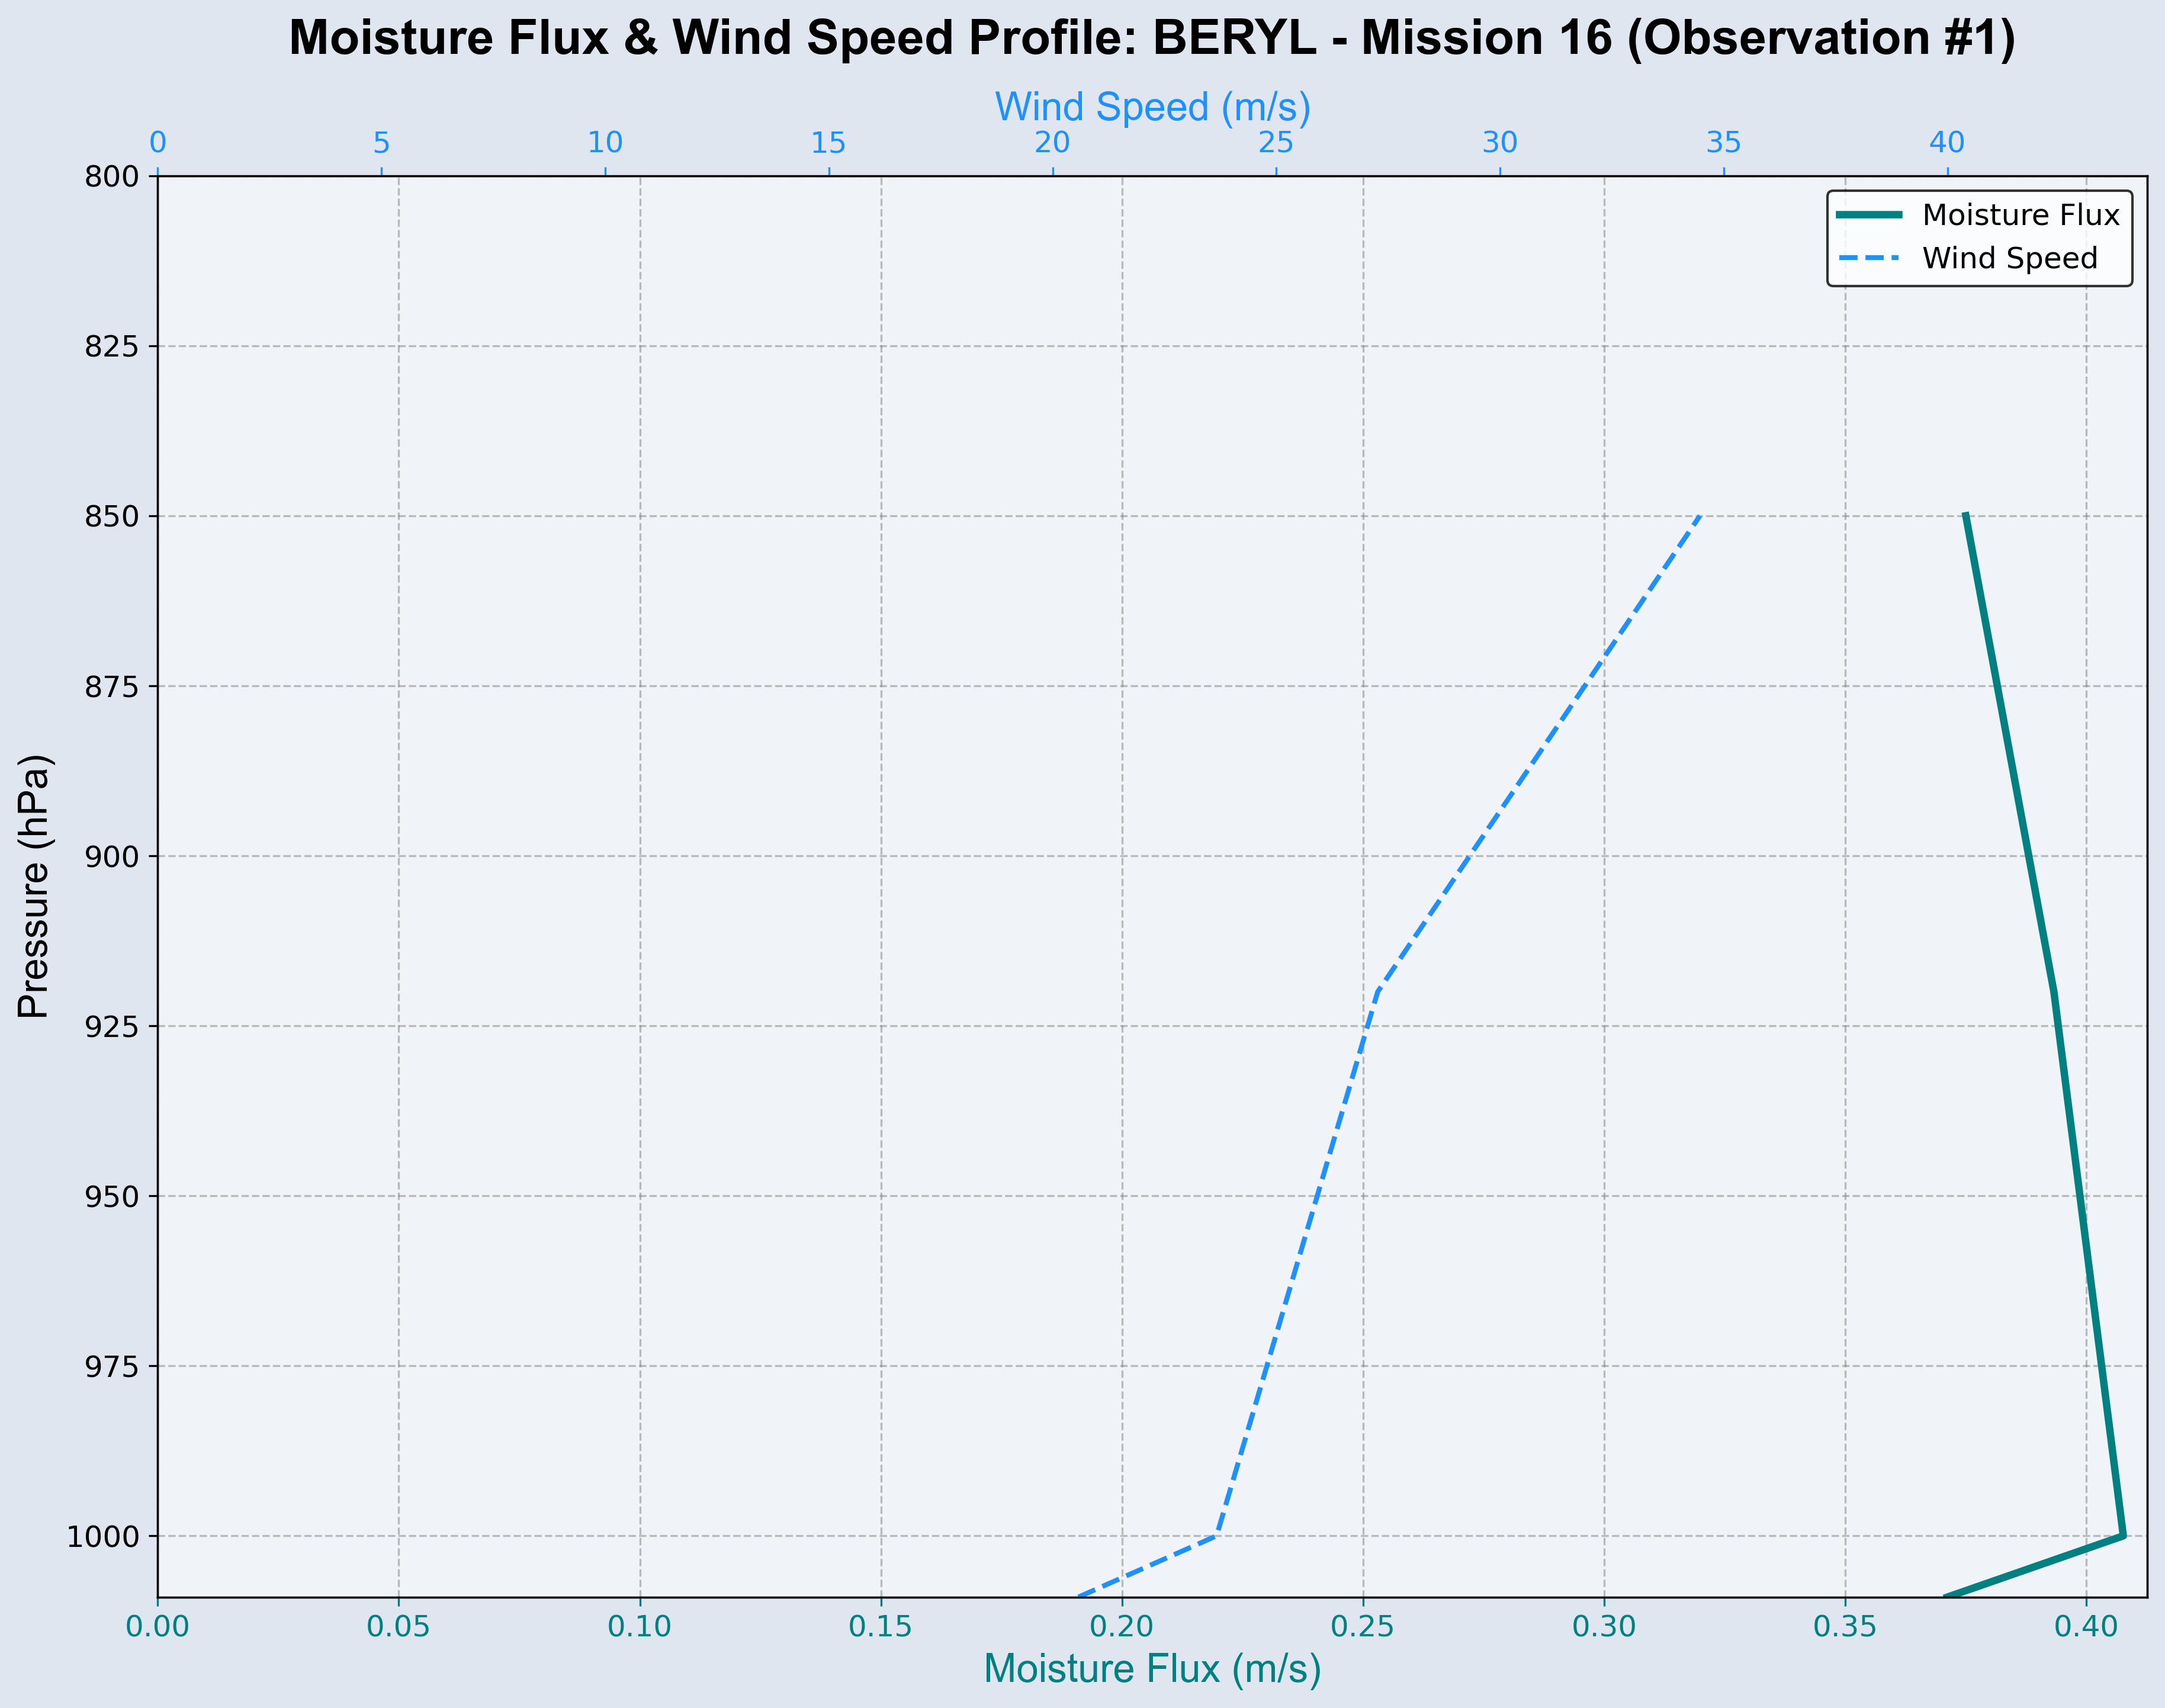 Moisture Flux & Wind Speed Profile: BERYL - Mission 16 (Observation #1)
Wind Speed (m/s)
0 5 10 15 20 25 30 35 40
Moisture Flux
Wind Speed
800
825
850
875
900
925
950
975
1000
Pressure (hPa)
0.00 0.05 0.10 0.15 0.20 0.25 0.30 0.35 0.40
Moisture Flux (m/s)